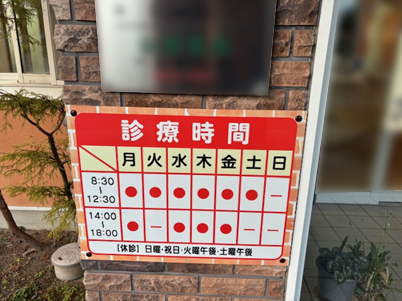 診療時間
月 火 水 木 金 土 日
8:30〜12:30 ● ● ● ● ● ● −
14:00〜18:00 ● − ● ● ● − −
【休診】 日曜・祝日・火曜午後・土曜午後